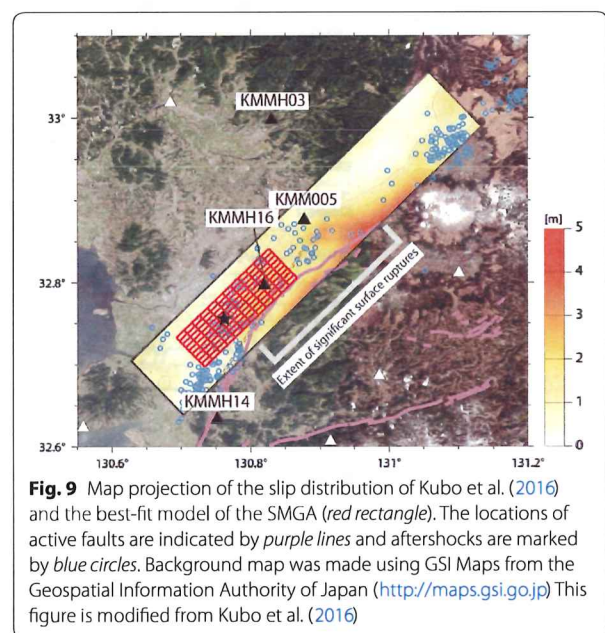 33°
KMMH03
KMM005
KMMH16
[m]
5
4
3
2
1
0
32.8°
Extent of significant surface ruptures
KMMH14
32.6°
130.6°
130.8°
131°
131.2°
Fig. 9 Map projection of the slip distribution of Kubo et al. (2016)
and the best-fit model of the SMGA (red rectangle). The locations of
active faults are indicated by purple lines and aftershocks are marked
by blue circles. Background map was made using GSI Maps from the
Geospatial Information Authority of Japan (http://maps.gsi.go.jp) This
figure is modified from Kubo et al. (2016)